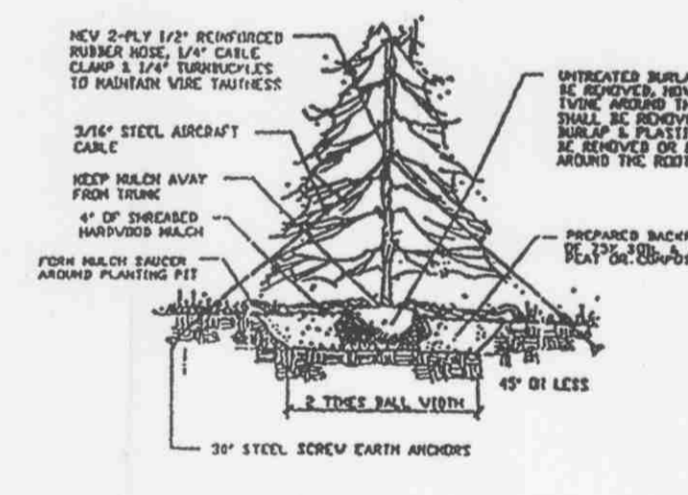 NEW 2-PLY 1/2" REINFORCED
RUBBER HOSE, 1/4" CABLE
CLAMP & 1/4" TURNBUCKLES
TO MAINTAIN WIRE TAUTNESS
3/16" STEEL AIRCRAFT
CABLE
KEEP MULCH AWAY
FROM TRUNK
4" OF SHREDDED
HARDWOOD MULCH
FORM MULCH SAUCER
AROUND PLANTING PIT
UNTREATED BURLA
BE REMOVED, HOW
TWINE AROUND TH
SHALL BE REMOVE
BURLAP & PLASTI
BE REMOVED OR
AROUND THE ROOT
PREPARED BACKF
OF 75% SOIL &
PEAT OR COMPOS
45° OR LESS
2 TIMES BALL WIDTH
30" STEEL SCREW EARTH ANCHORS